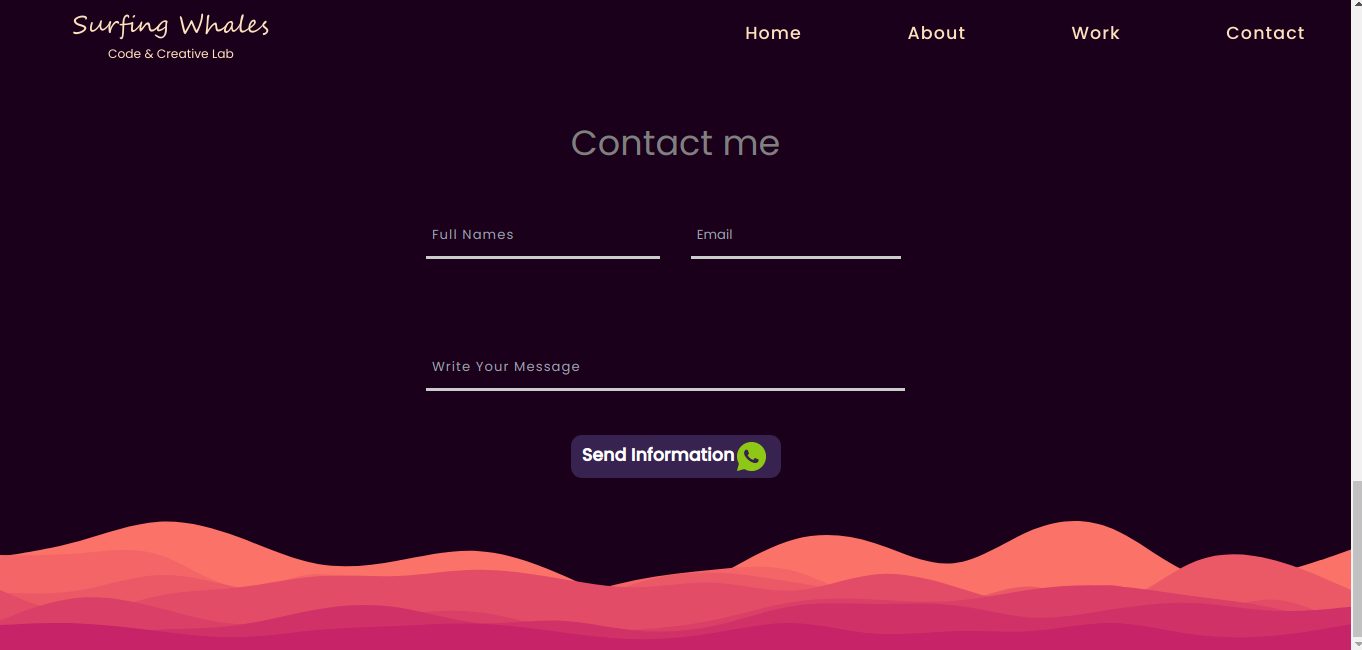 Surfing Whales
Code & Creative Lab
Home About Work Contact
Contact me
Full Names Email
Write Your Message
Send Information